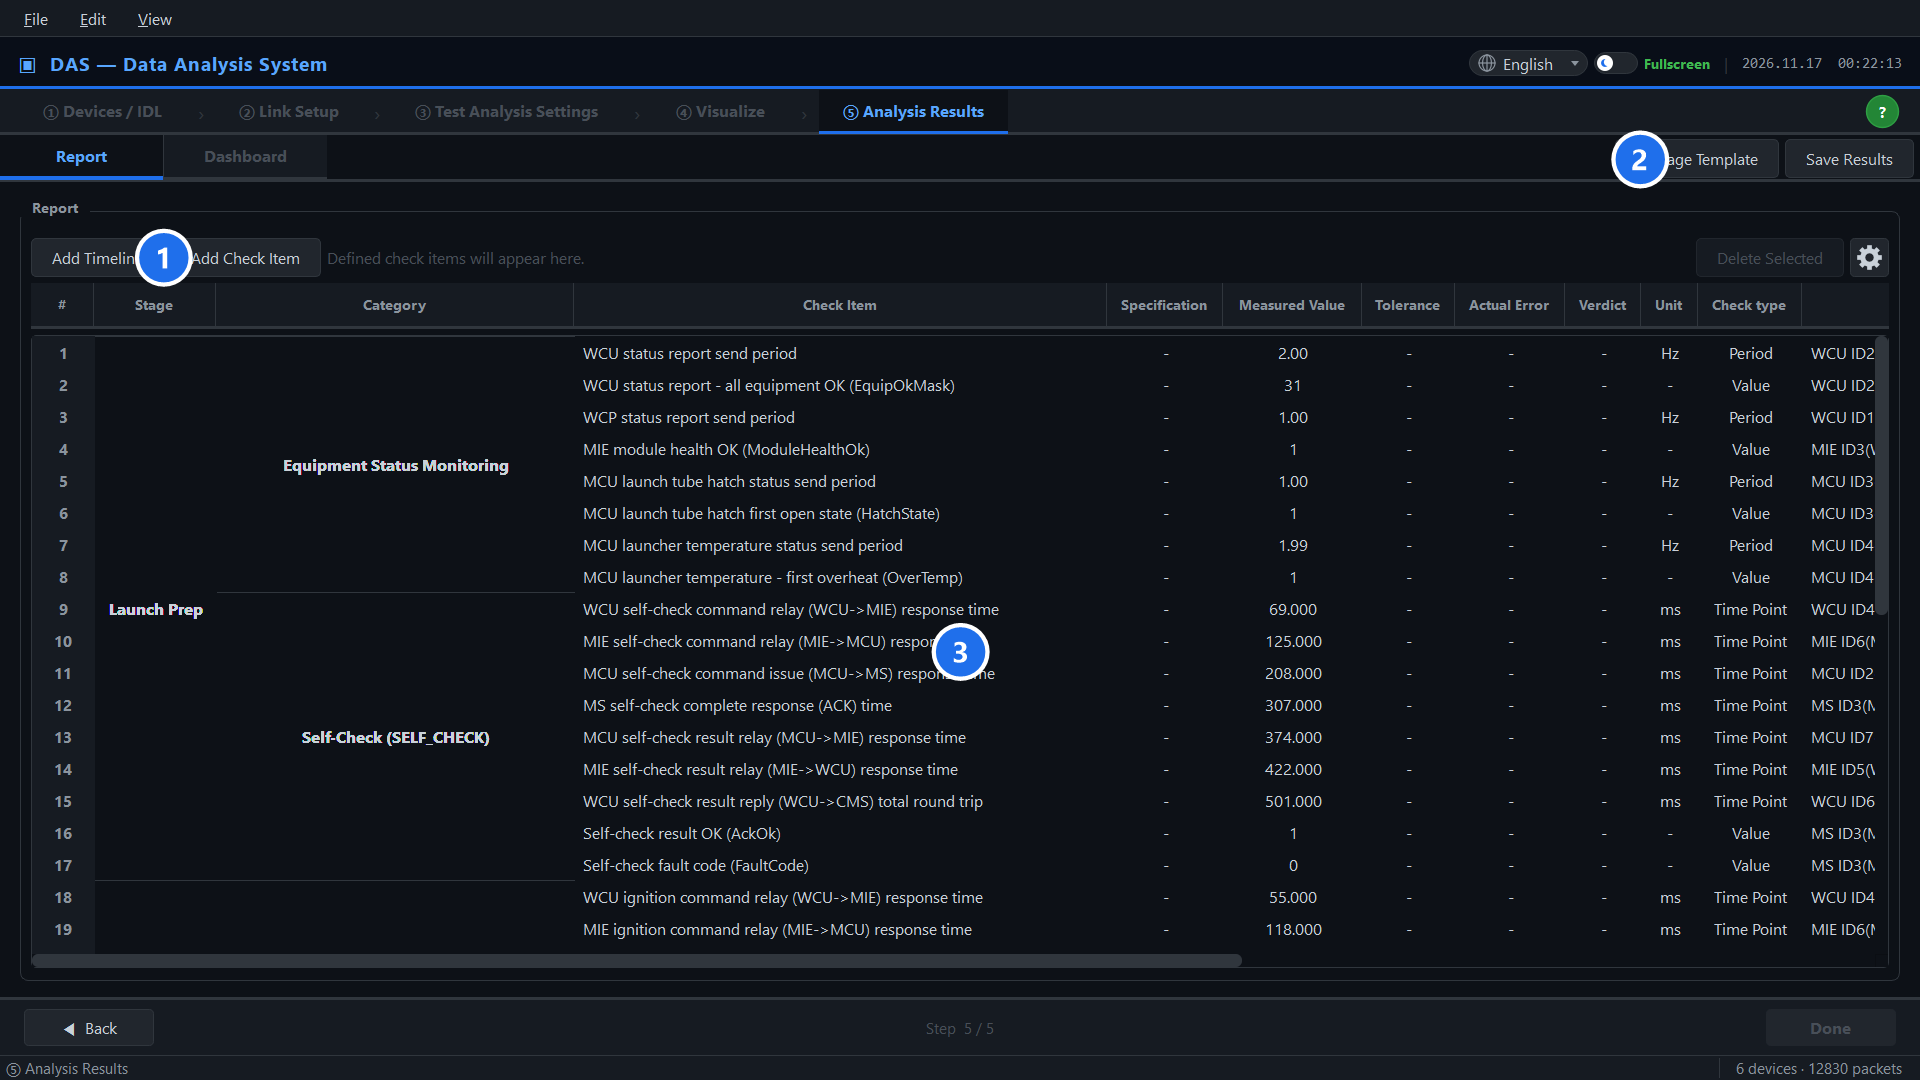 File Edit View
DAS — Data Analysis System English Fullscreen 2026.11.17 00:22:13
① Devices / IDL › ② Link Setup › ③ Test Analysis Settings › ④ Visualize › ⑤ Analysis Results ?
Report Dashboard 2 Template Save Results
Report
Add 1 Add Check Item Defined check items will appear here. Delete Selected
# Stage Category Check Item Specification Measured Value Tolerance Actual Error Verdict Unit Check type
1 WCU status report send period - 2.00 - - - Hz Period WCU ID2
2 WCU status report - all equipment OK (EquipOkMask) - 31 - - - - Value WCU ID2
3 WCP status report send period - 1.00 - - - Hz Period WCU ID1
4 MIE module health OK (ModuleHealthOk) - 1 - - - - Value MIE ID3(
Equipment Status Monitoring
5 MCU launch tube hatch status send period - 1.00 - - - Hz Period MCU ID3
6 MCU launch tube hatch first open state (HatchState) - 1 - - - - Value MCU ID3
7 MCU launcher temperature status send period - 1.99 - - - Hz Period MCU ID4
8 MCU launcher temperature - first overheat (OverTemp) - 1 - - - - Value MCU ID4
9 Launch Prep WCU self-check command relay (WCU->MIE) response time - 69.000 - - - ms Time Point WCU ID4
10 MIE self-check command relay (MIE->MCU) 3 - 125.000 - - - ms Time Point MIE ID6(
11 MCU self-check command issue (MCU->MS) - 208.000 - - - ms Time Point MCU ID2
12 MS self-check complete response (ACK) time - 307.000 - - - ms Time Point MS ID3(
13 Self-Check (SELF_CHECK) MCU self-check result relay (MCU->MIE) response time - 374.000 - - - ms Time Point MCU ID7
14 MIE self-check result relay (MIE->WCU) response time - 422.000 - - - ms Time Point MIE ID5(
15 WCU self-check result reply (WCU->CMS) total round trip - 501.000 - - - ms Time Point WCU ID6
16 Self-check result OK (AckOk) - 1 - - - - Value MS ID3(
17 Self-check fault code (FaultCode) - 0 - - - - Value MS ID3(
18 WCU ignition command relay (WCU->MIE) response time - 55.000 - - - ms Time Point WCU ID4
19 MIE ignition command relay (MIE->MCU) response time - 118.000 - - - ms Time Point MIE ID6(
◀ Back Step 5 / 5 Done
⑤ Analysis Results 6 devices · 12830 packets